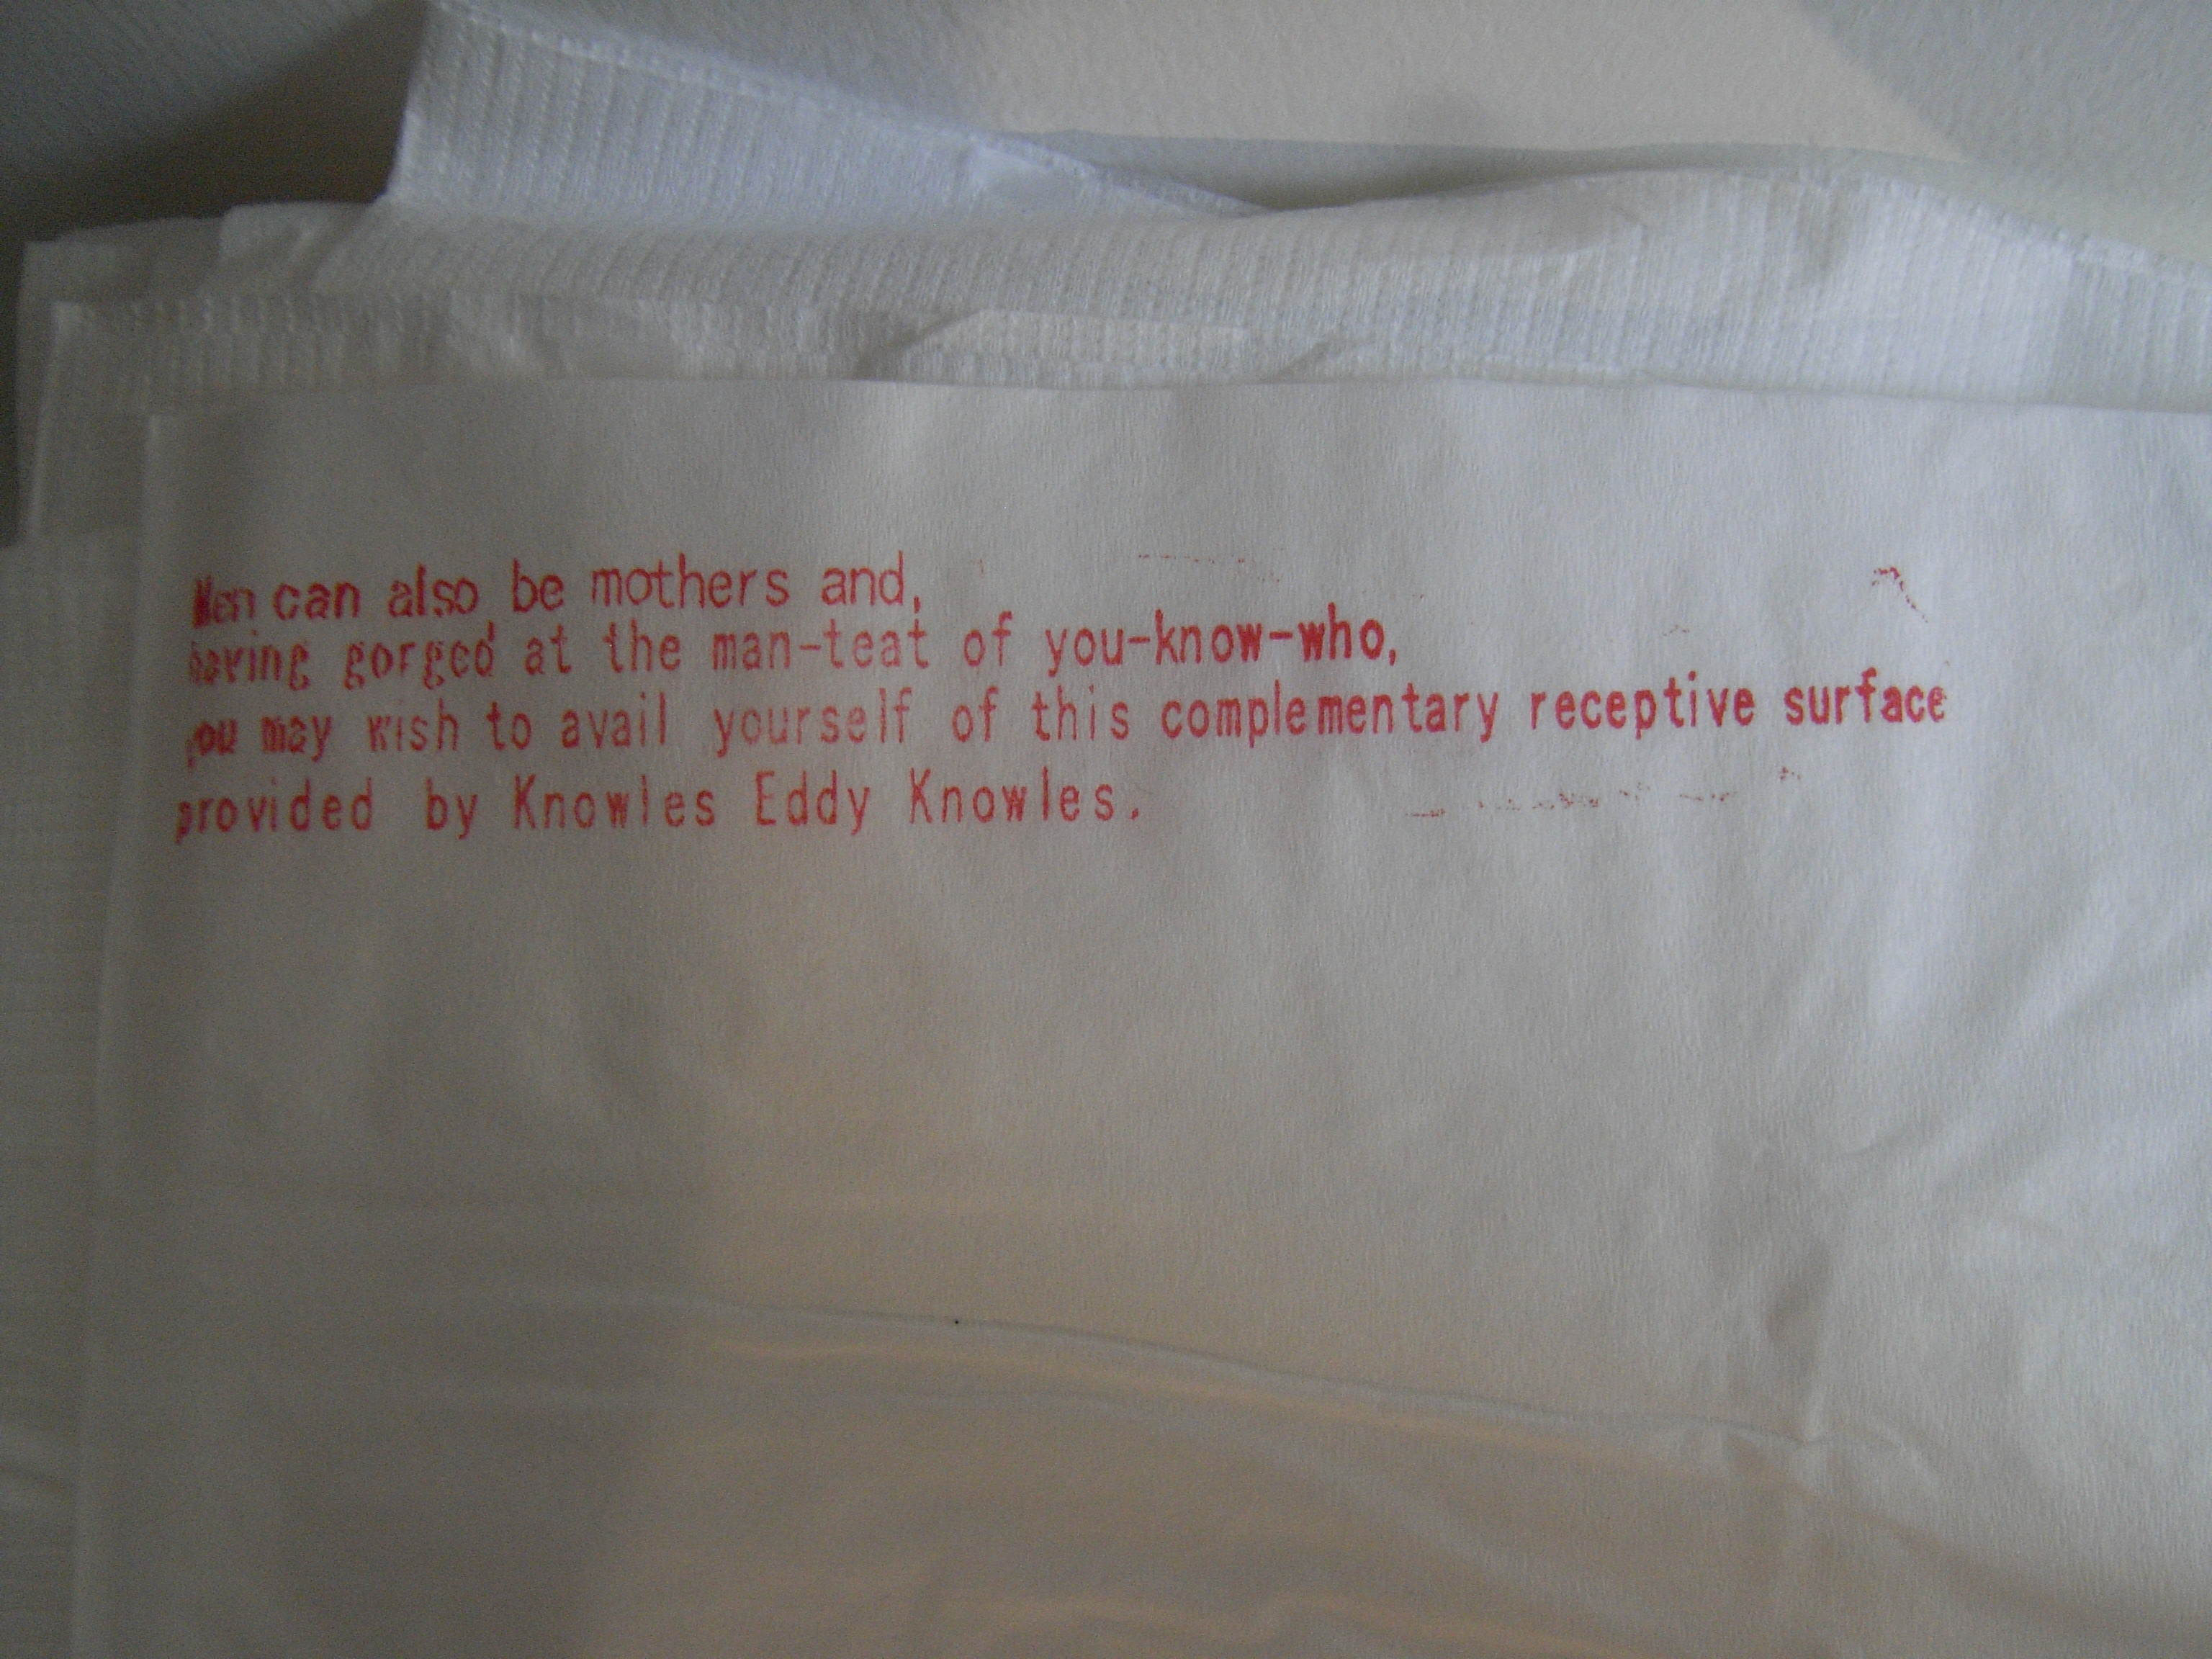 Men can also be mothers and,
having gorged at the man-teat of you-know-who,
you may wish to avail yourself of this complementary receptive surface
provided by Knowles Eddy Knowles.